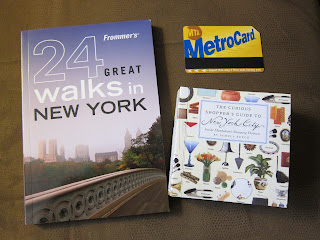 Frommer's
24 GREAT
walks in
NEW YORK
MTA
MetroCard
THE CURIOUS
SHOPPER'S GUIDE TO
New York City